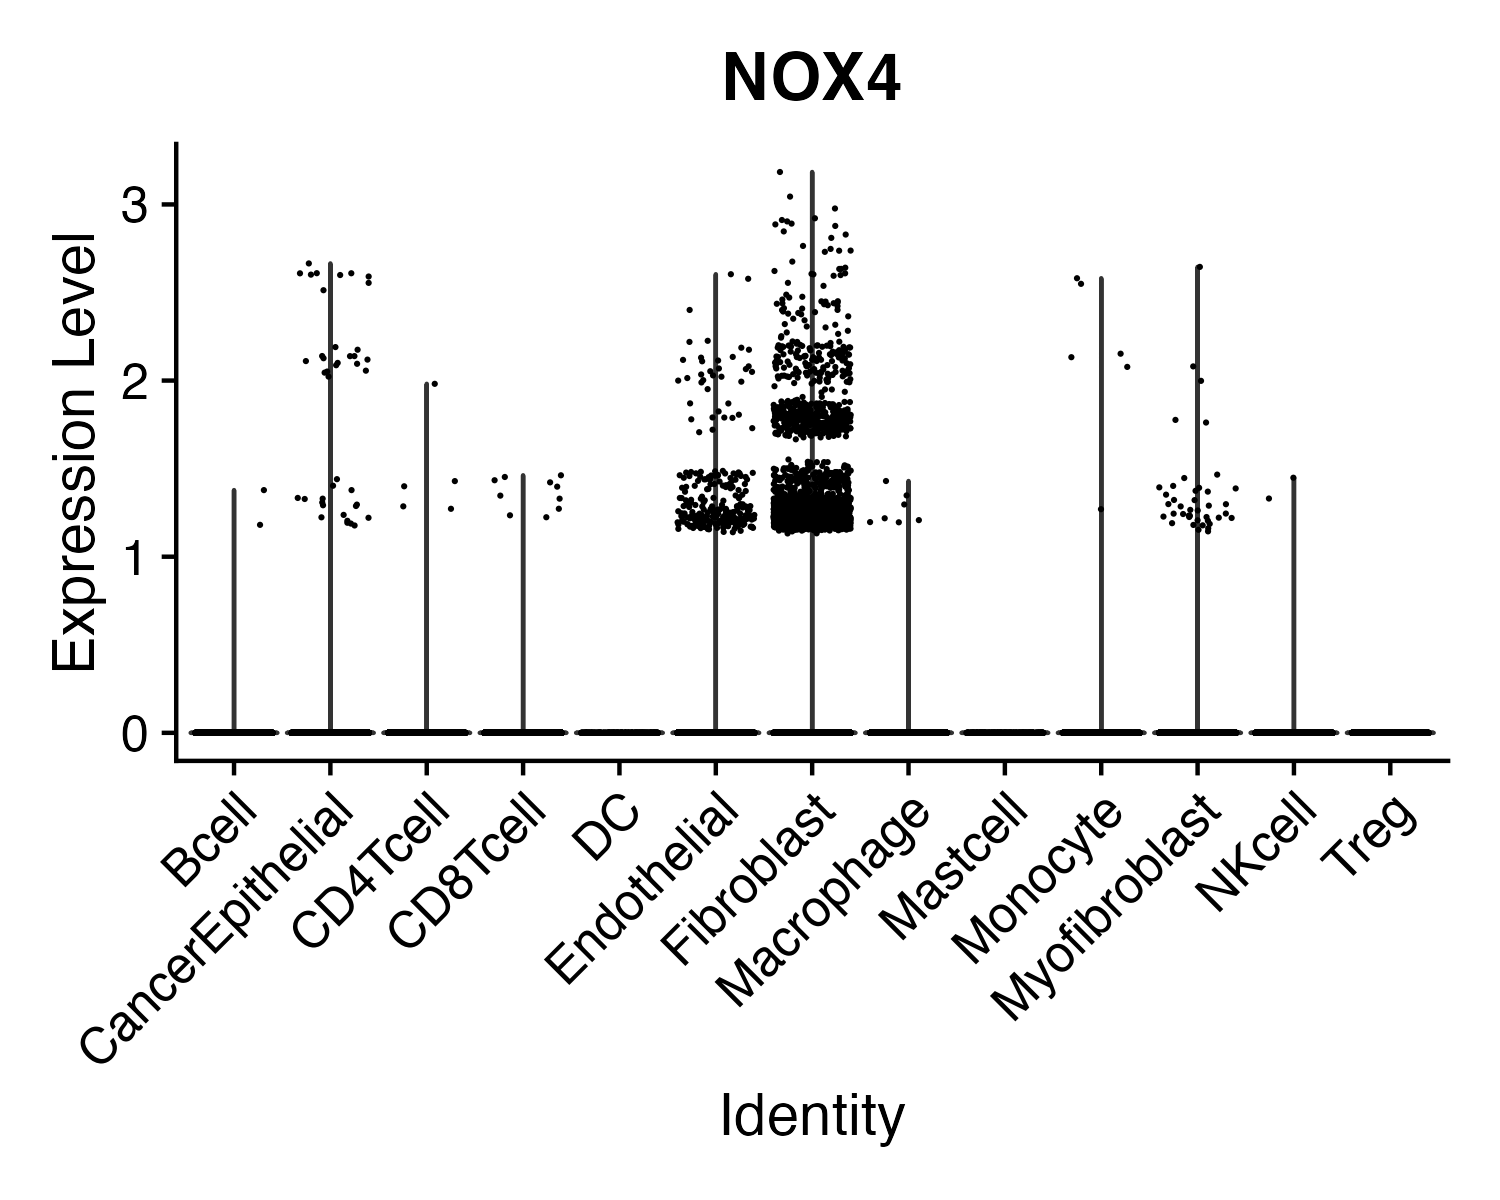 NOX4
Expression Level
3
2
1
0
Bcell
CancerEpithelial
CD4Tcell
CD8Tcell
DC
Endothelial
Fibroblast
Macrophage
Mastcell
Monocyte
Myofibroblast
NKcell
Treg
Identity